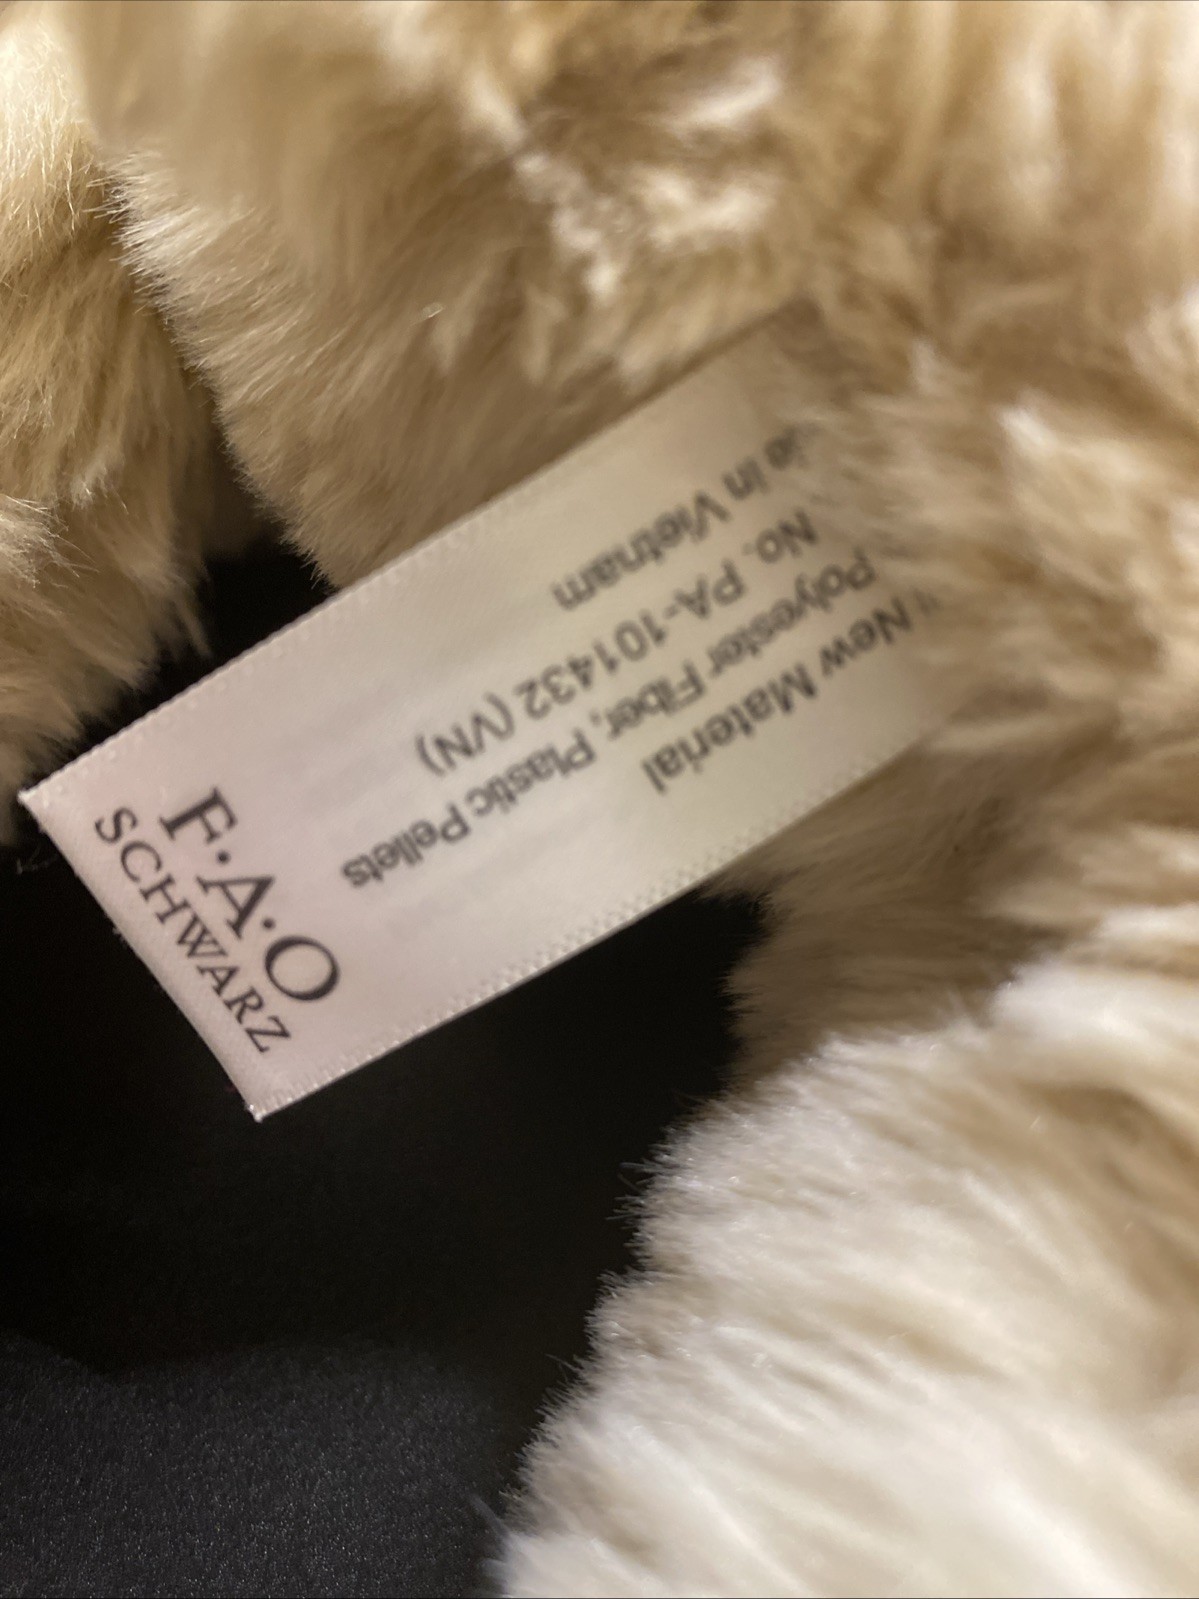 F·A·O
SCHWARZ
New Material
Polyester Fiber, Plastic Pellets
No. PA-101432 (VN)
in Vietnam